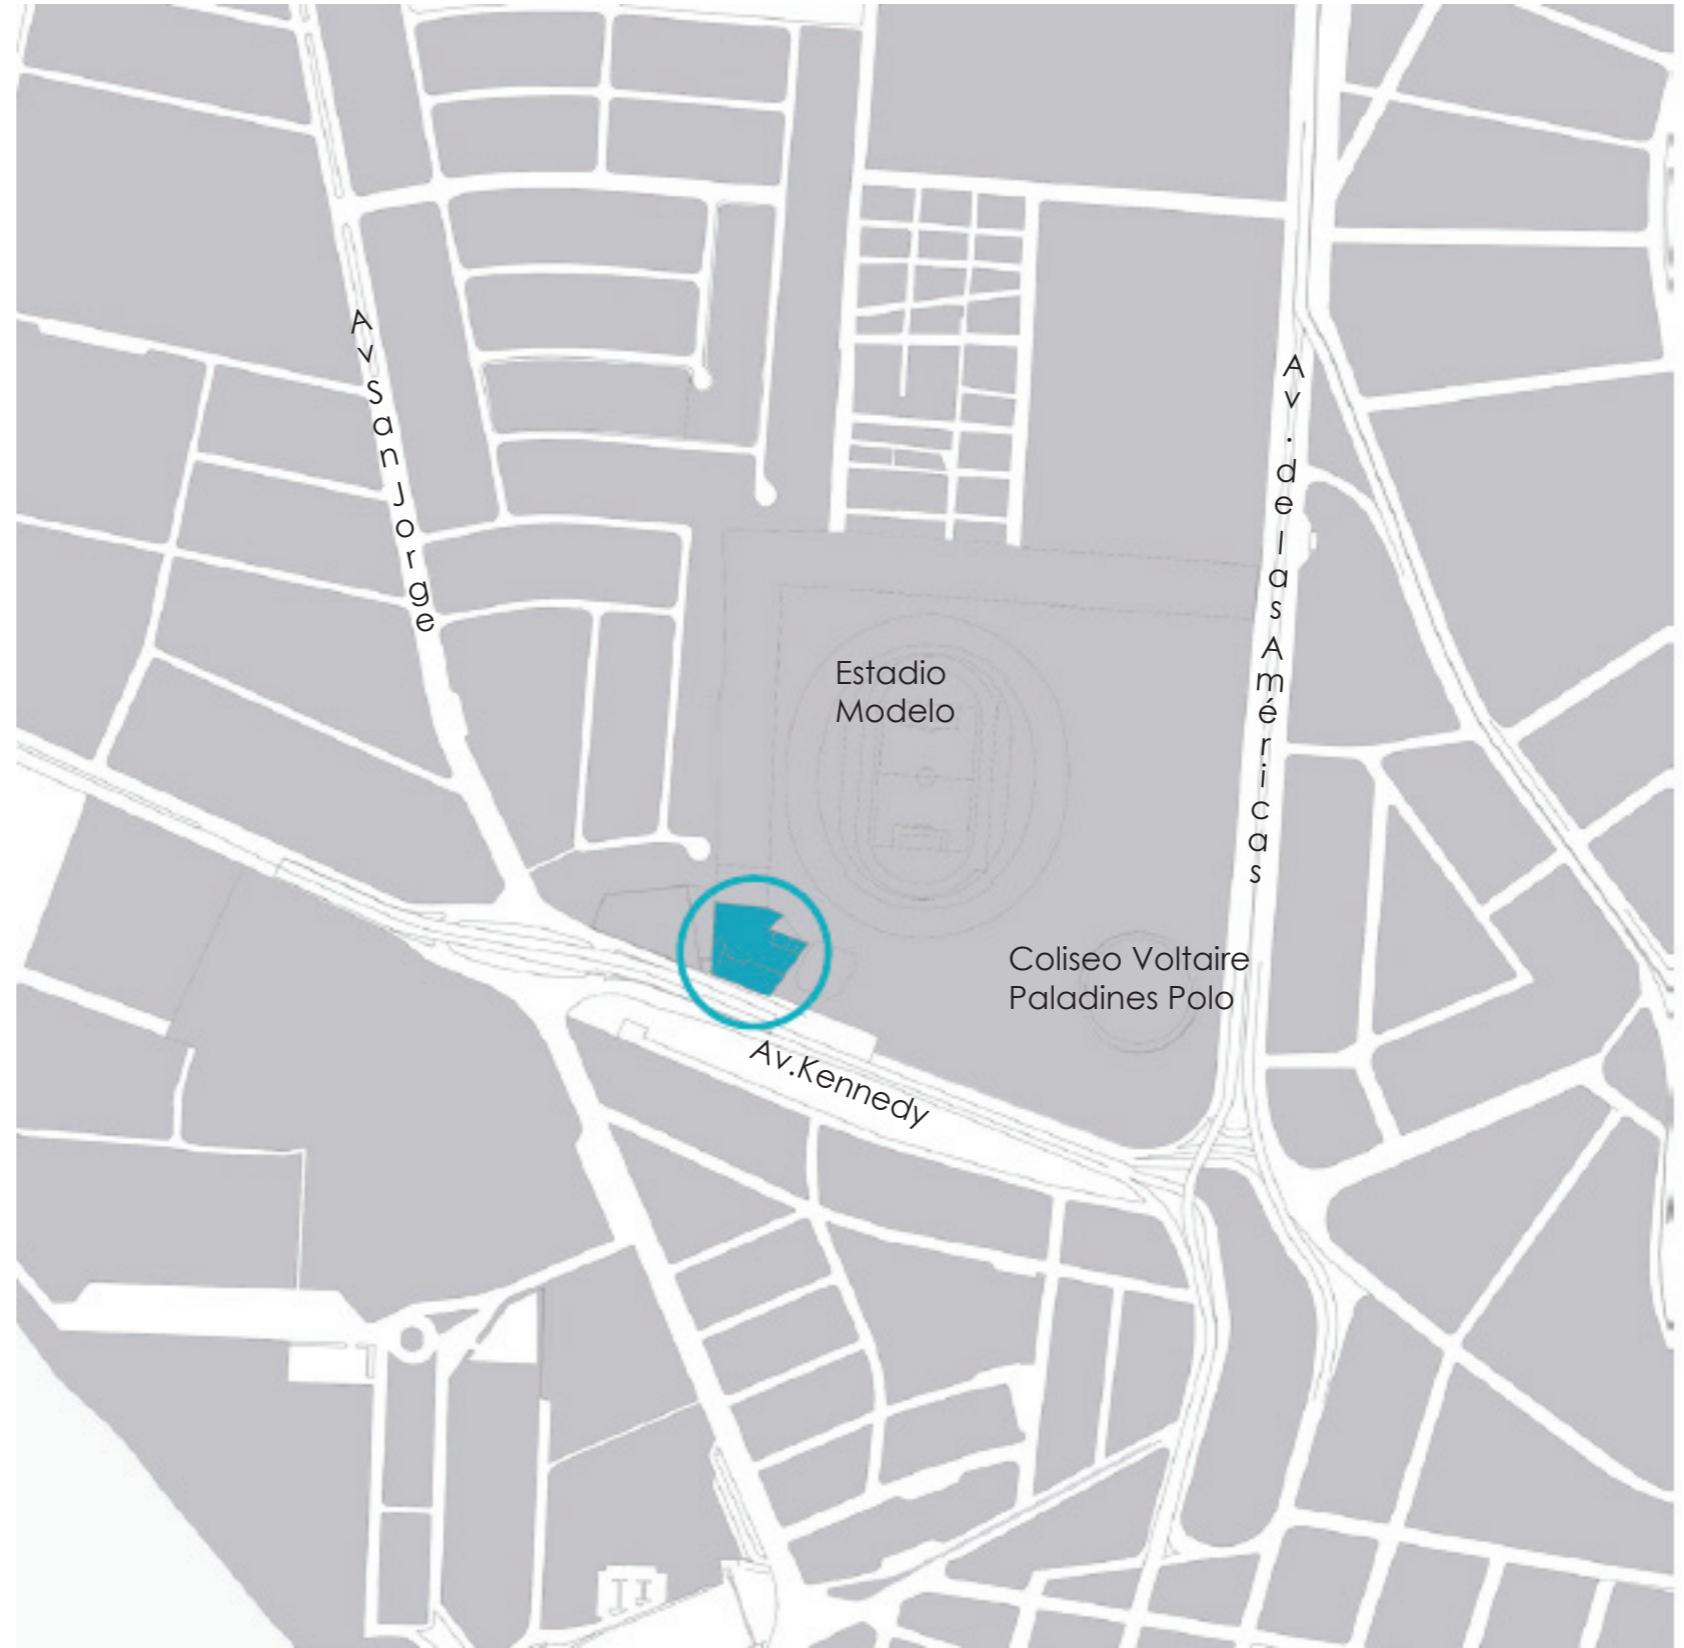 Av San Jorge
Av. de las Américas
Estadio
Modelo
Coliseo Voltaire
Paladines Polo
Av.Kennedy